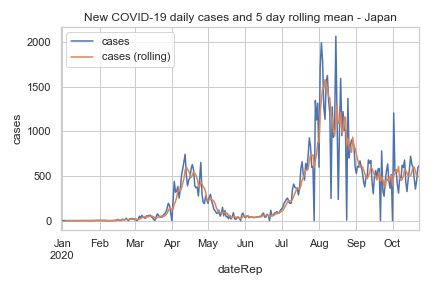 New COVID-19 daily cases and 5 day rolling mean - Japan
cases
cases (rolling)
2000
1500
1000
500
0
cases
Jan Feb Mar Apr May Jun Jul Aug Sep Oct
2020
dateRep